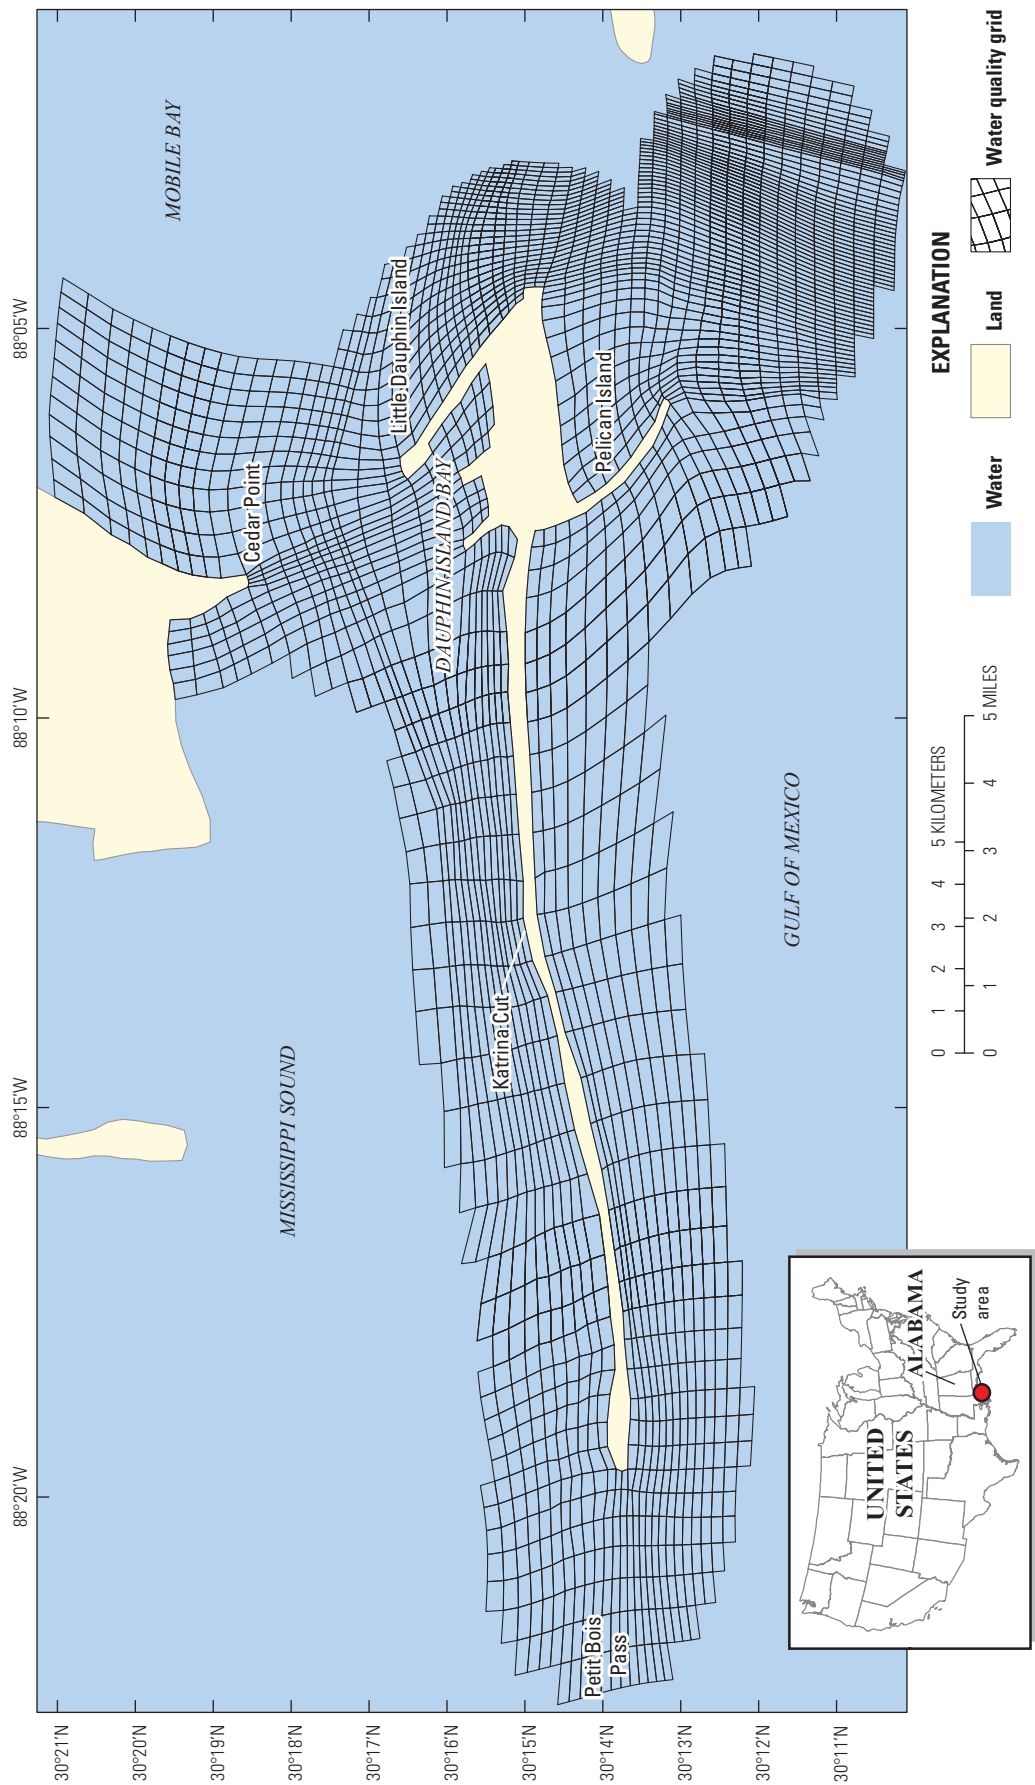 88°20'W
88°15'W
88°10'W
88°05'W
30°21'N
30°20'N
30°19'N
30°18'N
30°17'N
30°16'N
30°15'N
30°14'N
30°13'N
30°12'N
30°11'N
MOBILE BAY
MISSISSIPPI SOUND
Cedar Point
Little Dauphin Island
DAUPHIN ISLAND BAY
Katrina Cut
Pelican Island
Petit Bois
Pass
GULF OF MEXICO
UNITED
STATES
ALABAMA
Study
area
0 1 2 3 4 5 KILOMETERS
0 1 2 3 4 5 MILES
EXPLANATION
Water
Land
Water quality grid